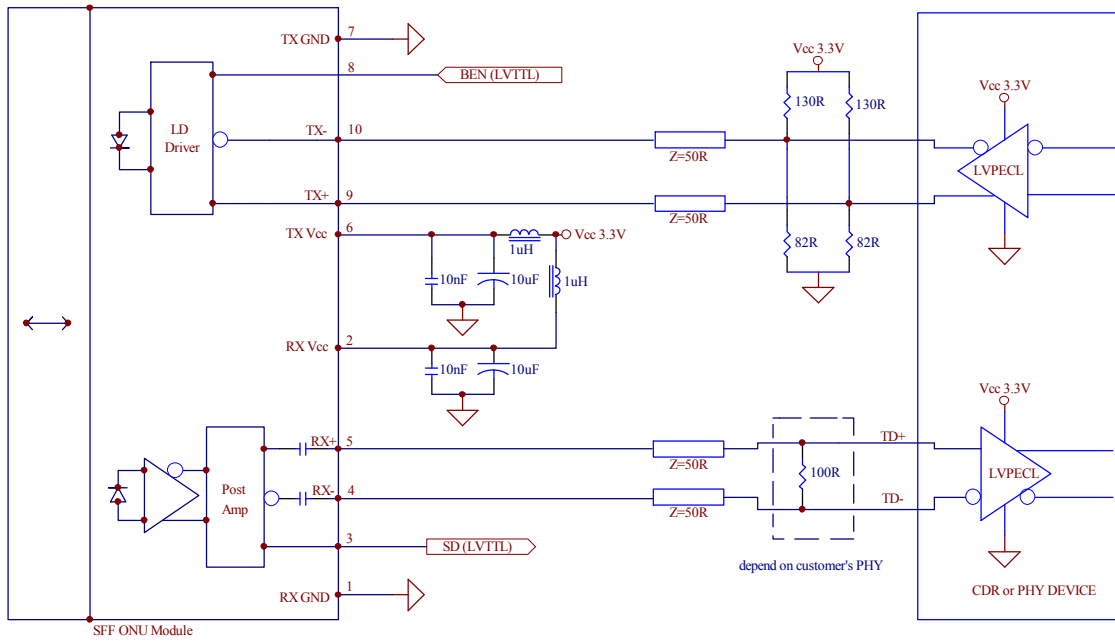 TX GND
7
8
BEN (LVTTL)
Vcc 3.3V
Vcc 3.3V
130R
130R
LD
Driver
TX-
10
Z=50R
LVPECL
TX+
9
Z=50R
TX Vcc
6
Vcc 3.3V
1uH
82R
82R
10nF
10uF
1uH
RX Vcc
2
10nF
10uF
Vcc 3.3V
RX+
5
Z=50R
TD+
Post
Amp
100R
LVPECL
RX-
4
Z=50R
TD-
3
SD (LVTTL)
depend on customer's PHY
RX GND
1
CDR or PHY DEVICE
SFF ONU Module